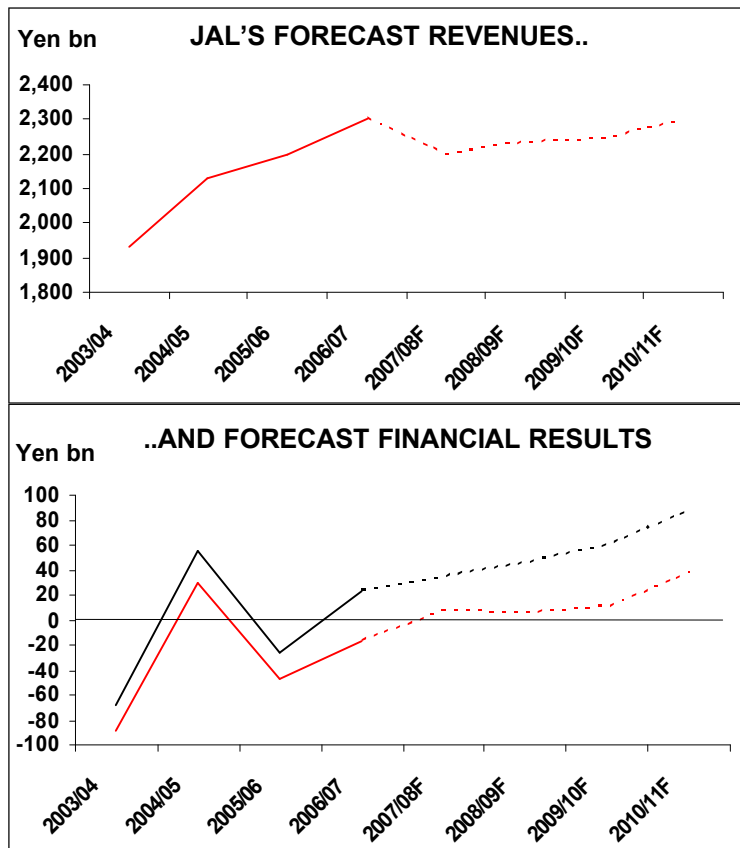 JAL'S FORECAST REVENUES..
Yen bn
2,400
2,300
2,200
2,100
2,000
1,900
1,800
2003/04
2004/05
2005/06
2006/07
2007/08F
2008/09F
2009/10F
2010/11F
..AND FORECAST FINANCIAL RESULTS
Yen bn
100
80
60
40
20
0
-20
-40
-60
-80
-100
2003/04
2004/05
2005/06
2006/07
2007/08F
2008/09F
2009/10F
2010/11F